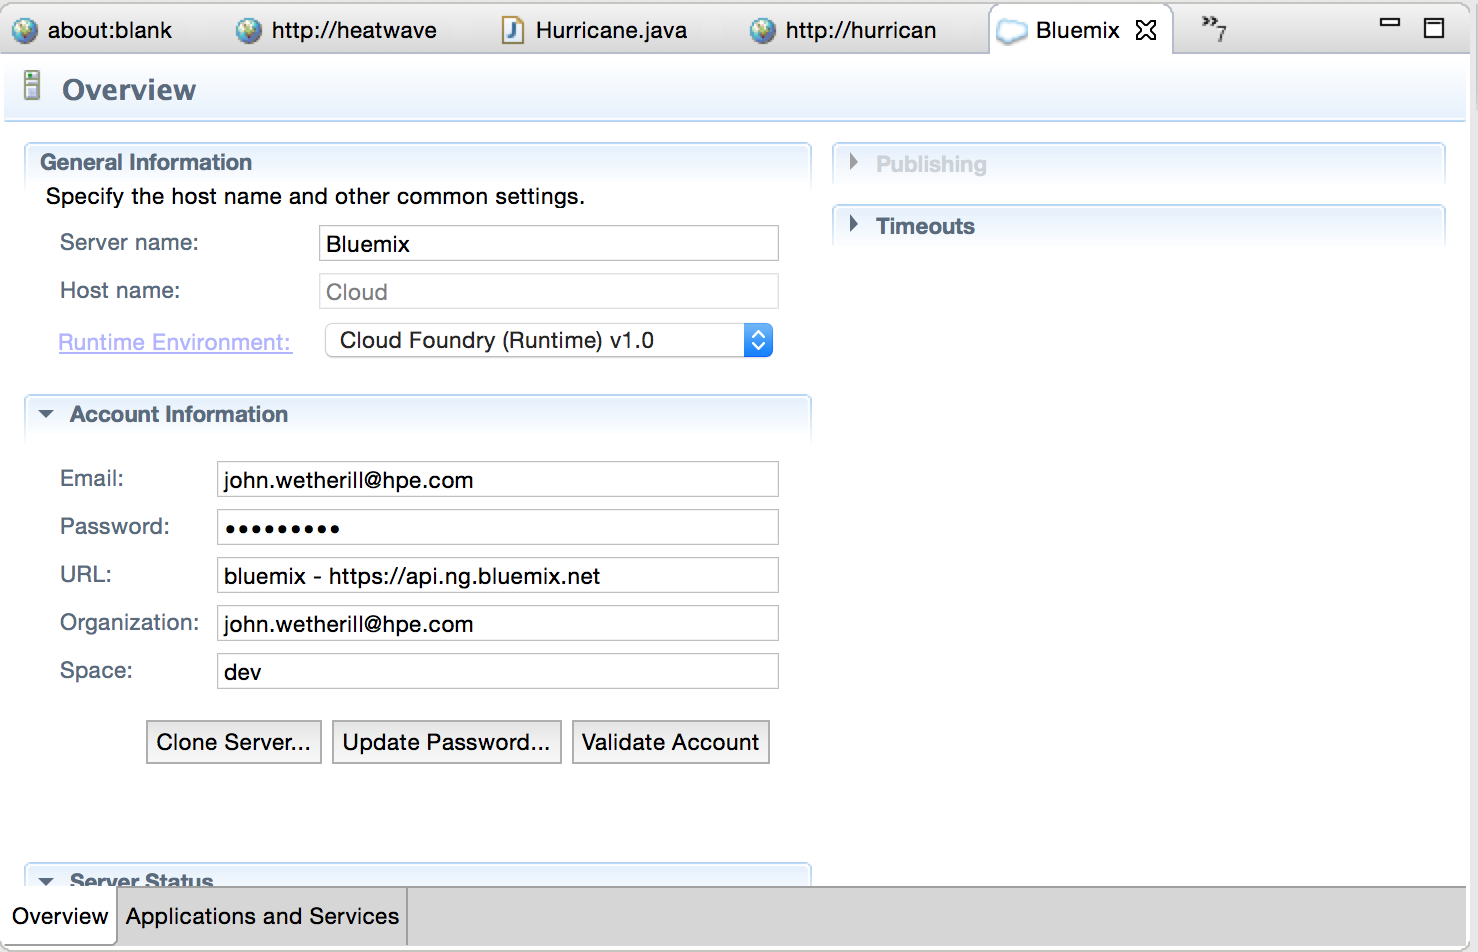 about:blank http://heatwave Hurricane.java http://hurrican Bluemix »7
Overview
General Information
Specify the host name and other common settings.
Server name: Bluemix
Host name: Cloud
Runtime Environment: Cloud Foundry (Runtime) v1.0
Publishing
Timeouts
Account Information
Email: john.wetherill@hpe.com
Password: •••••••••
URL: bluemix - https://api.ng.bluemix.net
Organization: john.wetherill@hpe.com
Space: dev
Clone Server... Update Password... Validate Account
Server Status
Overview Applications and Services